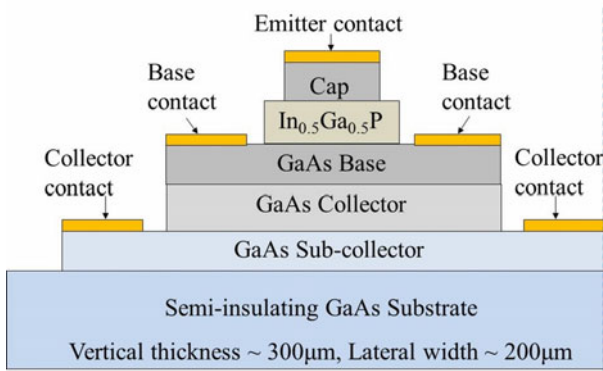 Emitter contact
Base
contact
Cap
Base
contact
In₀.₅Ga₀.₅P
Collector
contact
GaAs Base
Collector
contact
GaAs Collector
GaAs Sub-collector
Semi-insulating GaAs Substrate
Vertical thickness ~ 300μm, Lateral width ~ 200μm